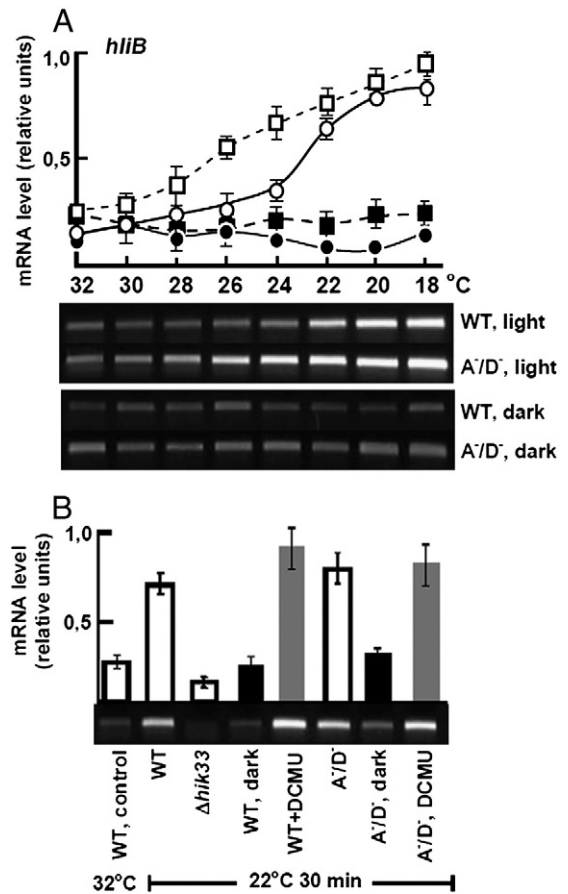 A
hliB
mRNA level (relative units)
1,0
0,5
32 30 28 26 24 22 20 18 °C
WT, light
A⁻/D⁻, light
WT, dark
A⁻/D⁻, dark
B
mRNA level
(relative units)
1,0
0,5
WT, control
WT
Δhik33
WT, dark
WT+DCMU
A⁻/D⁻
A⁻/D⁻, dark
A⁻/D⁻, DCMU
32°C 22°C 30 min